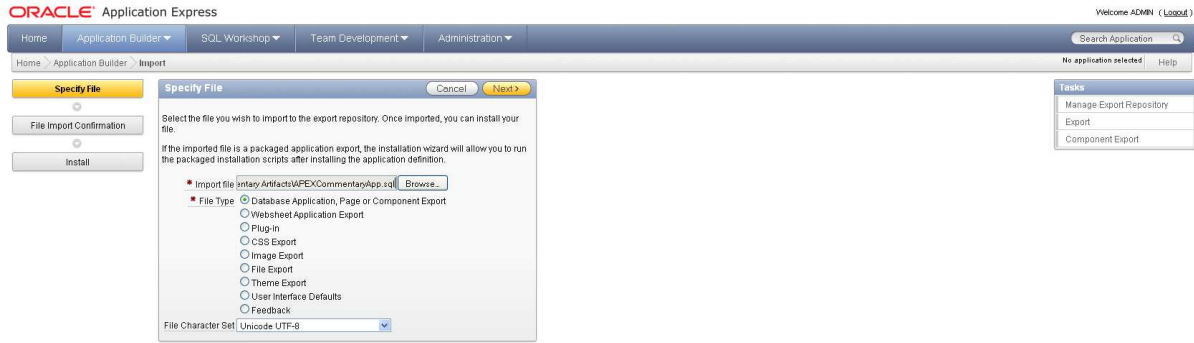 ORACLE® Application Express
Welcome ADMIN ( Logout )
Home Application Builder SQL Workshop Team Development Administration
Search Application
Home Application Builder Import
No application selected Help
Specify File
File Import Confirmation
Install
Specify File
Cancel Next >
Select the file you wish to import to the export repository. Once imported, you can install your
file.
If the imported file is a packaged application export, the installation wizard will allow you to run
the packaged installation scripts after installing the application definition.
* Import file entary Artifacts\APEXCommentaryApp.sql Browse...
* File Type Database Application, Page or Component Export
Websheet Application Export
Plug-in
CSS Export
Image Export
File Export
Theme Export
User Interface Defaults
Feedback
File Character Set Unicode UTF-8
Tasks
Manage Export Repository
Export
Component Export